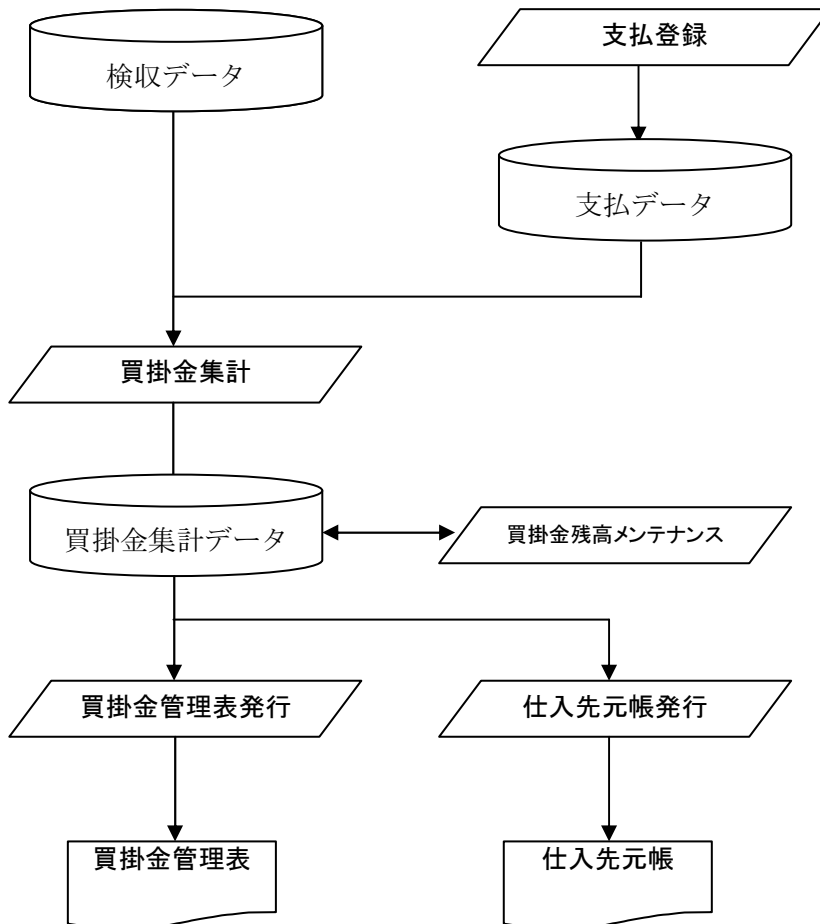 検収データ
支払登録
支払データ
買掛金集計
買掛金集計データ
買掛金残高メンテナンス
買掛金管理表発行
仕入先元帳発行
買掛金管理表
仕入先元帳